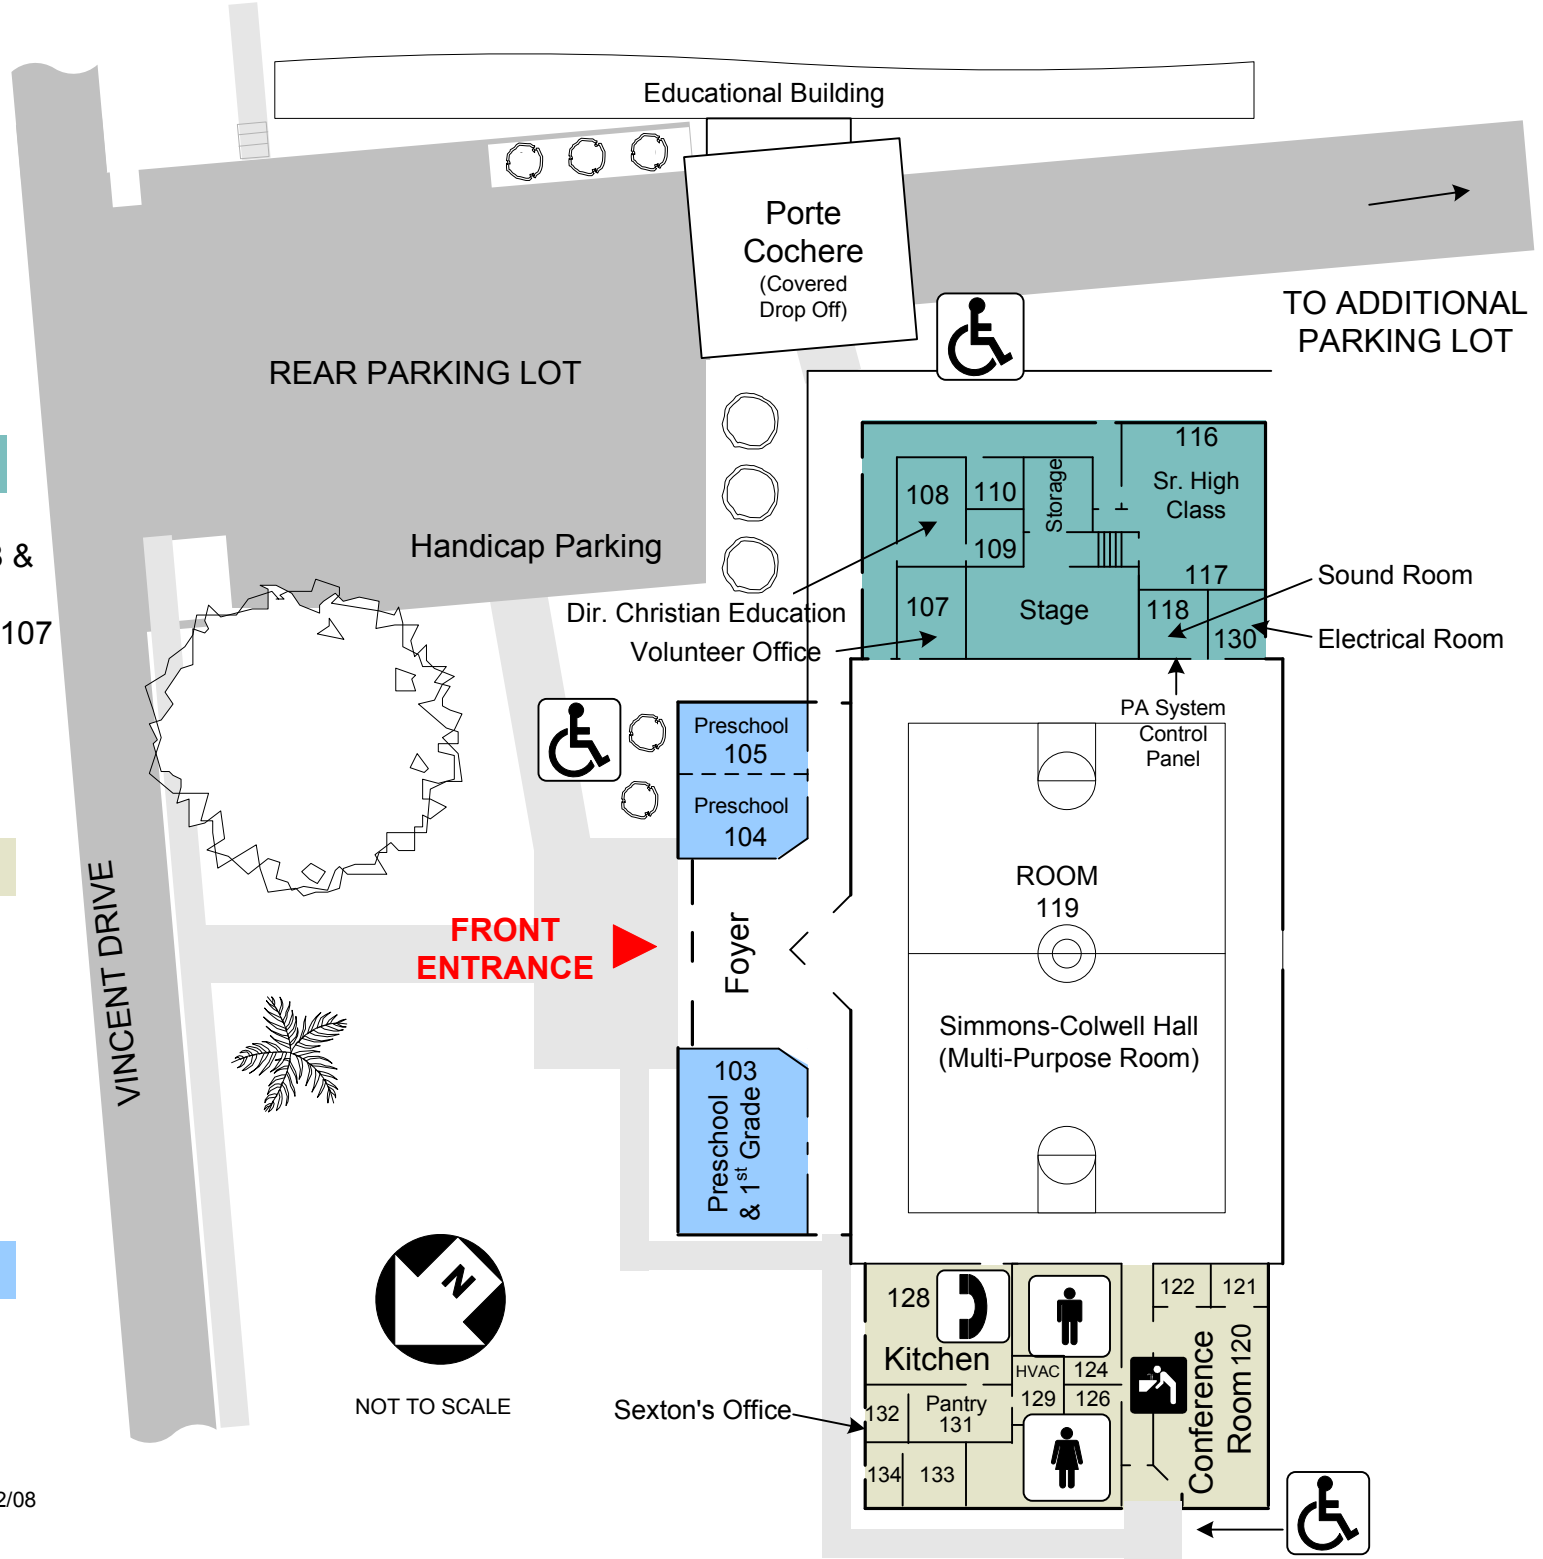 Educational Building
Porte
Cochere
(Covered
Drop Off)
TO ADDITIONAL
PARKING LOT
REAR PARKING LOT
Handicap Parking
&
107
116
Sr. High
Class
108
110
Storage
109
117
107
Stage
118
130
Dir. Christian Education
Volunteer Office
Sound Room
Electrical Room
PA System
Control
Panel
Preschool
105
Preschool
104
VINCENT DRIVE
FRONT
ENTRANCE
Foyer
ROOM
119
Simmons-Colwell Hall
(Multi-Purpose Room)
103
Preschool
& 1st Grade
N
NOT TO SCALE
128
Kitchen
122
121
HVAC
124
129
126
Conference
Room 120
Sexton's Office
132
Pantry
131
134
133
2/08